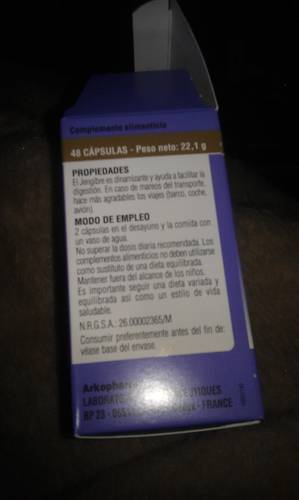 Complemento alimenticio
48 CÁPSULAS - Peso neto: 22,1 g
PROPIEDADES
El Jengibre es dinamizante y ayuda a facilitar la
digestión. En caso de mareos del transporte,
hace más agradables los viajes (barco, coche,
avión)
MODO DE EMPLEO
2 cápsulas en el desayuno y la comida con
un vaso de agua.
No superar la dosis diaria recomendada. Los
complementos alimenticios no deben utilizarse
como sustituto de una dieta equilibrada.
Mantener fuera del alcance de los niños.
Es importante seguir una dieta variada y
equilibrada así como un estilo de vida
saludable.
N.R.G.S.A.: 26.00002365/M
Consumir preferentemente antes del fin de:
véase base del envase.
FRANCE